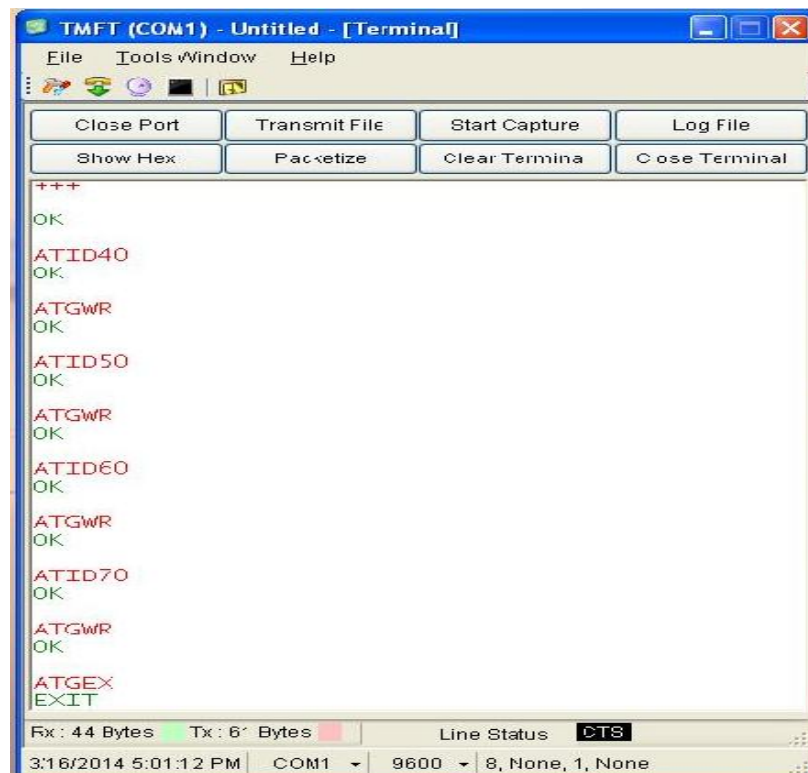 TMFT (COM1) - Untitled - [Terminal]
File Tools Window Help
Close Port Transmit File Start Capture Log File
Show Hex Packetize Clear Termina C ose Terminal
+++
OK
ATID40
OK
ATGWR
OK
ATID50
OK
ATGWR
OK
ATID60
OK
ATGWR
OK
ATID70
OK
ATGWR
OK
ATGEX
EXIT
Rx : 44 Bytes Tx : 61 Bytes Line Status CTS
3/16/2014 5:01:12 PM COM1 9600 8, None, 1, None